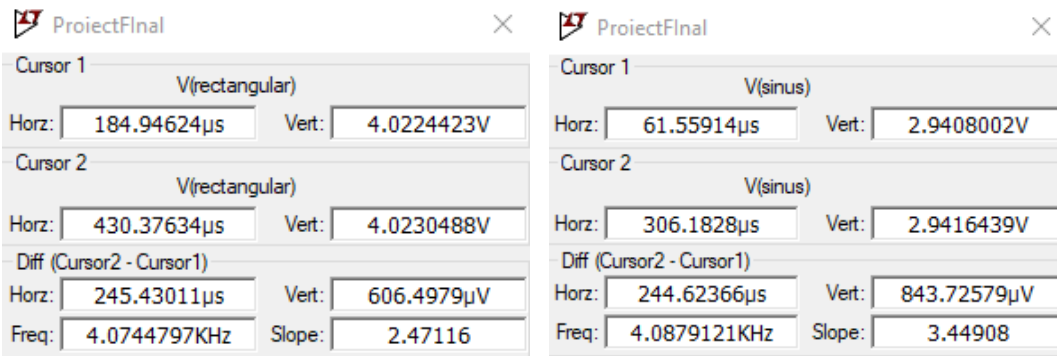 ProiectFInal
Cursor 1
V(rectangular)
Horz: 184.94624µs Vert: 4.0224423V
Cursor 2
V(rectangular)
Horz: 430.37634µs Vert: 4.0230488V
Diff (Cursor2 - Cursor1)
Horz: 245.43011µs Vert: 606.4979µV
Freq: 4.0744797KHz Slope: 2.47116
ProiectFInal
Cursor 1
V(sinus)
Horz: 61.55914µs Vert: 2.9408002V
Cursor 2
V(sinus)
Horz: 306.1828µs Vert: 2.9416439V
Diff (Cursor2 - Cursor1)
Horz: 244.62366µs Vert: 843.72579µV
Freq: 4.0879121KHz Slope: 3.44908